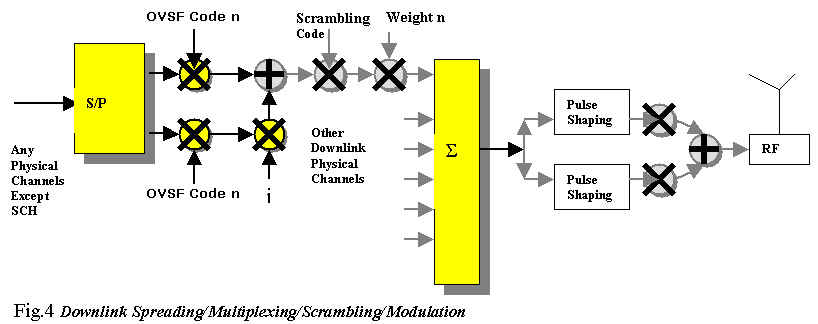 OVSF Code n
Scrambling
Code
Weight n
S/P
Any
Physical
Channels
Except
SCH
OVSF Code n
i
Other
Downlink
Physical
Channels
Σ
Pulse
Shaping
Pulse
Shaping
RF
Fig.4 Downlink Spreading/Multiplexing/Scrambling/Modulation